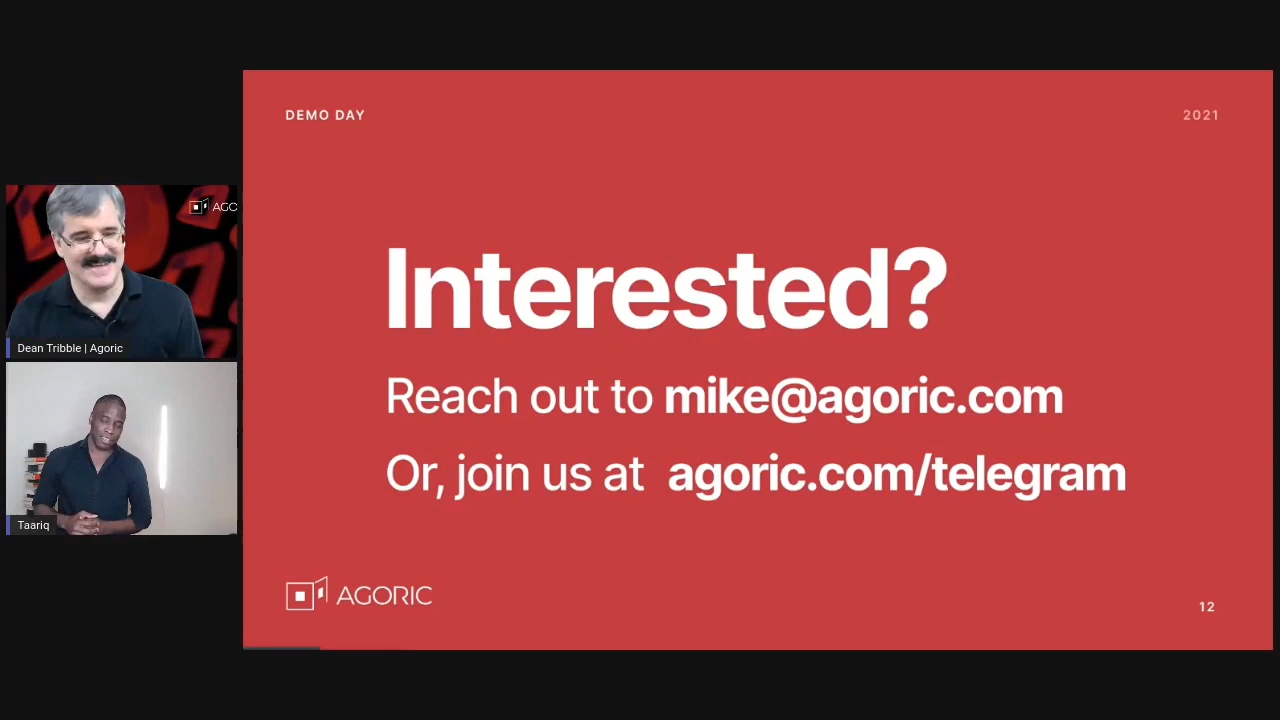 DEMO DAY
2021
AGO
Dean Tribble | Agoric
Taariq
Interested?
Reach out to mike@agoric.com
Or, join us at agoric.com/telegram
AGORIC
12